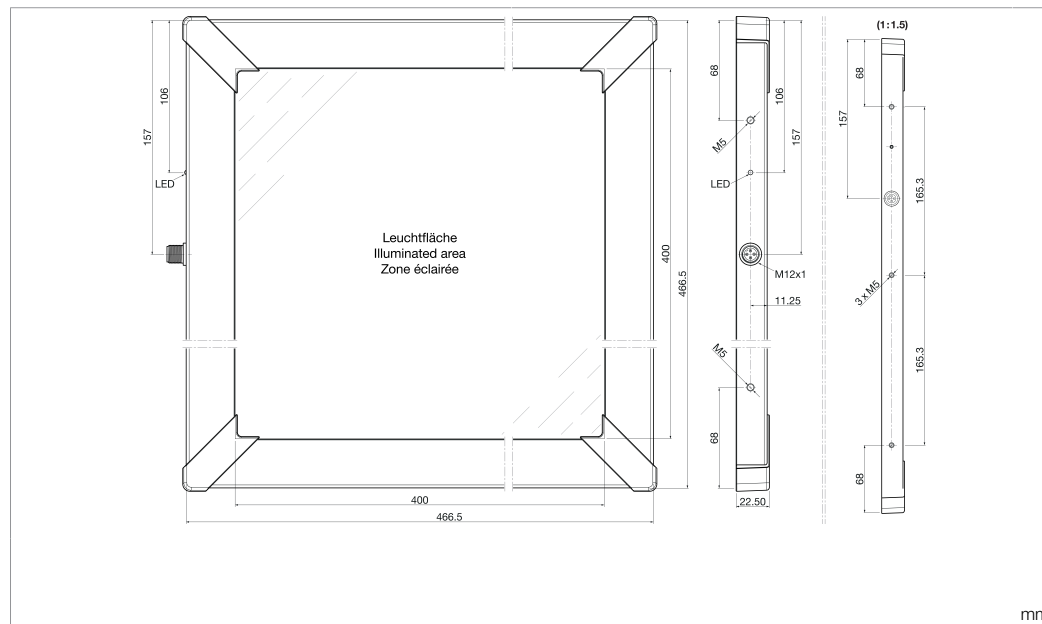 (1:1.5)
106
157
LED
Leuchtfläche
Illuminated area
Zone éclairée
400
466.5
400
466.5
68
M5
LED
106
157
M12x1
11.25
M5
68
22.50
68
157
165.3
3 x M5
165.3
68